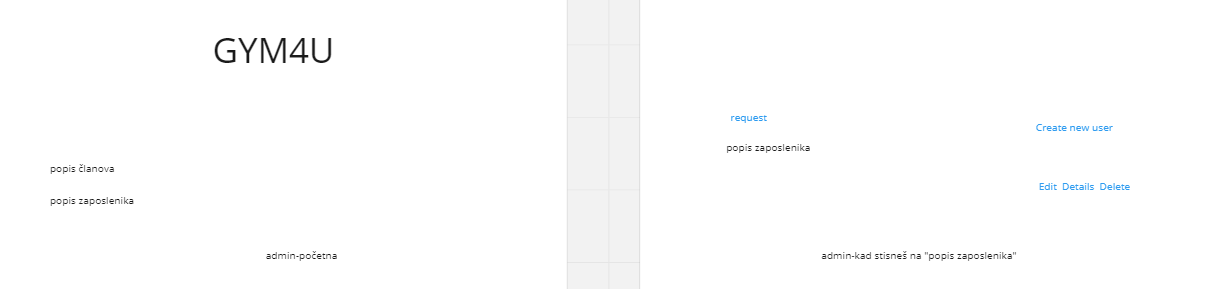 GYM4U
popis članova
popis zaposlenika
admin-početna
request
Create new user
popis zaposlenika
Edit Details Delete
admin-kad stisneš na "popis zaposlenika"